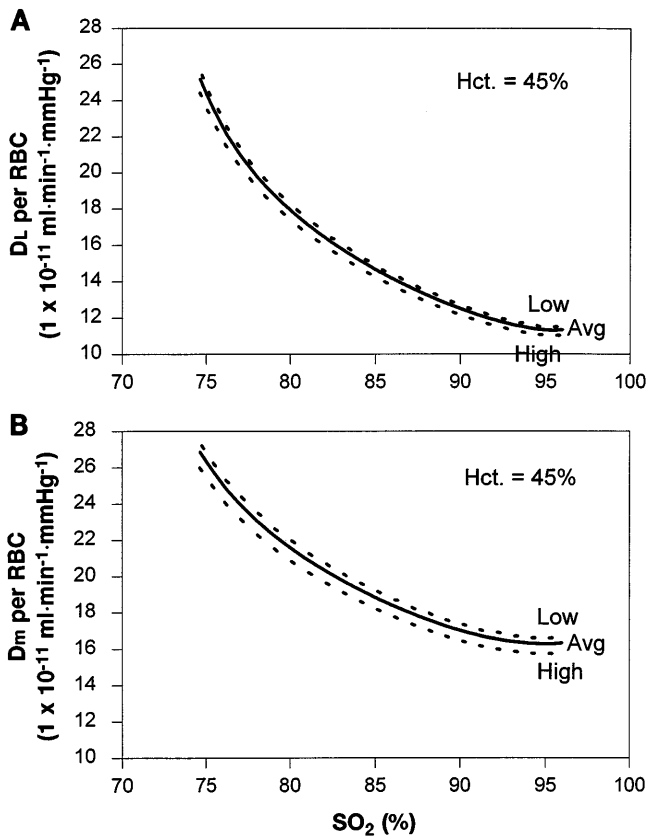 A
DL per RBC
(1 x 10-11 ml·min-1·mmHg-1)
28
26
24
22
20
18
16
14
12
10
Hct. = 45%
Low
Avg
High
70
75
80
85
90
95
100
B
Dm per RBC
(1 x 10-11 ml·min-1·mmHg-1)
28
26
24
22
20
18
16
14
12
10
Hct. = 45%
Low
Avg
High
70
75
80
85
90
95
100
SO2 (%)